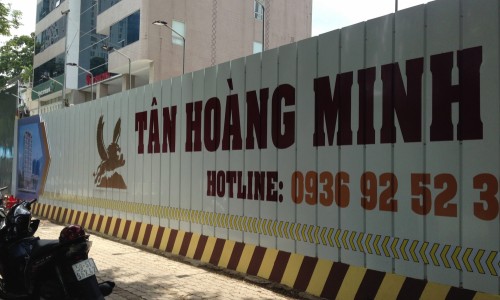 TÂN HOÀNG MINH
HOTLINE: 0936 92 52 3